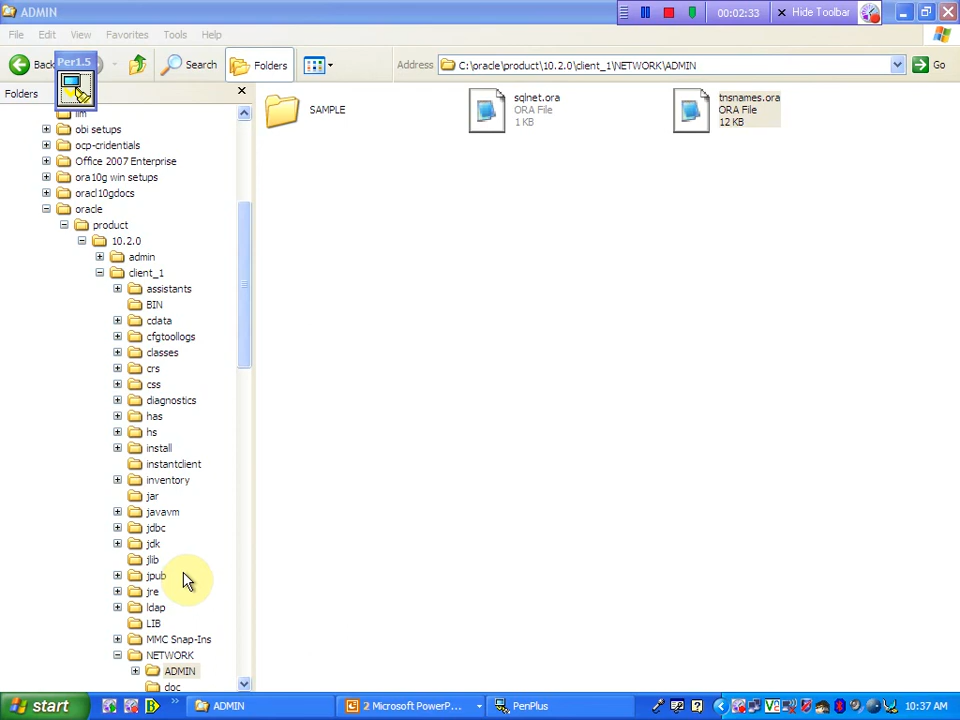 ADMIN
00:02:33
Hide Toolbar
File Edit View Favorites Tools Help
Per1.5
Back
Search
Folders
Address
C:\oracle\product\10.2.0\client_1\NETWORK\ADMIN
Go
Folders
SAMPLE
sqlnet.ora
ORA File
1 KB
tnsnames.ora
ORA File
12 KB
obi setups
ocp-cridentials
Office 2007 Enterprise
ora10g win setups
oracl10gdocs
oracle
product
10.2.0
admin
client_1
assistants
BIN
cdata
cfgtoollogs
classes
crs
css
diagnostics
has
hs
install
instantclient
inventory
jar
javavm
jdbc
jdk
jlib
jpub
jre
ldap
LIB
MMC Snap-Ins
NETWORK
ADMIN
doc
start
ADMIN
2 Microsoft PowerP...
PenPlus
10:37 AM